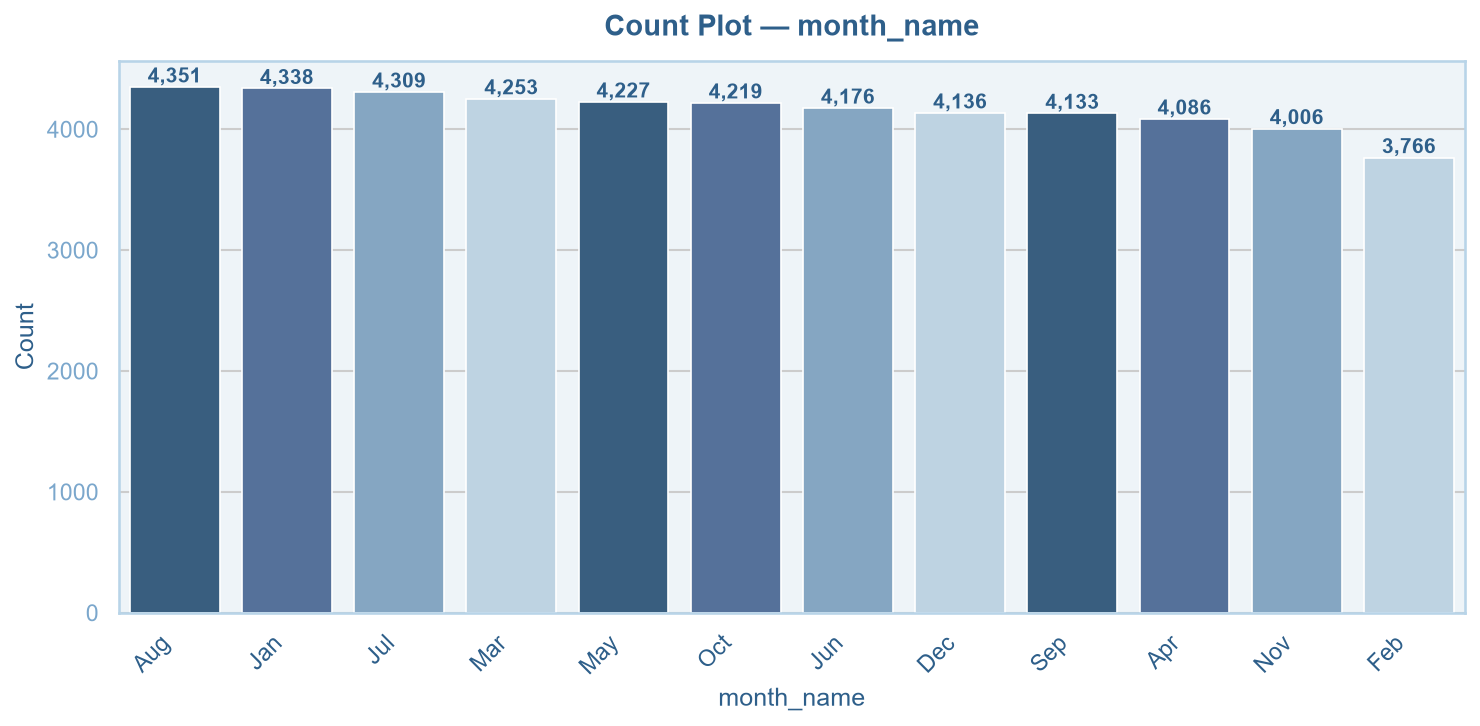 Count Plot — month_name
4,351
4,338
4,309
4,253
4,227
4,219
4,176
4,136
4,133
4,086
4,006
3,766
4000
3000
2000
1000
0
Count
Aug
Jan
Jul
Mar
May
Oct
Jun
Dec
Sep
Apr
Nov
Feb
month_name